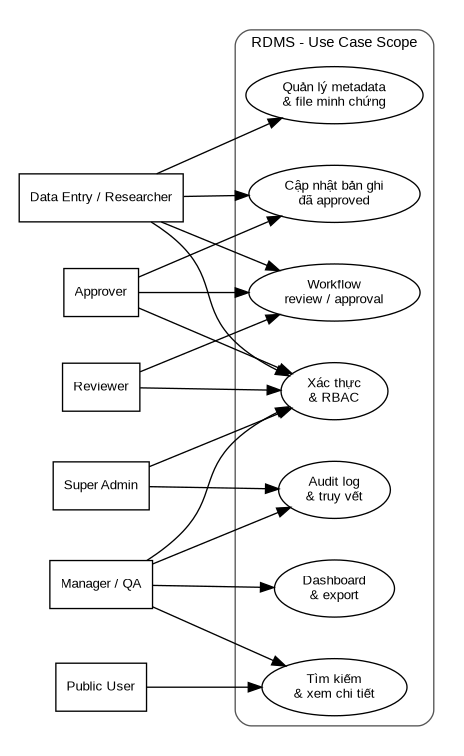 RDMS - Use Case Scope
Quản lý metadata
& file minh chứng
Data Entry / Researcher
Cập nhật bản ghi
đã approved
Approver
Workflow
review / approval
Reviewer
Xác thực
& RBAC
Super Admin
Audit log
& truy vết
Manager / QA
Dashboard
& export
Public User
Tìm kiếm
& xem chi tiết